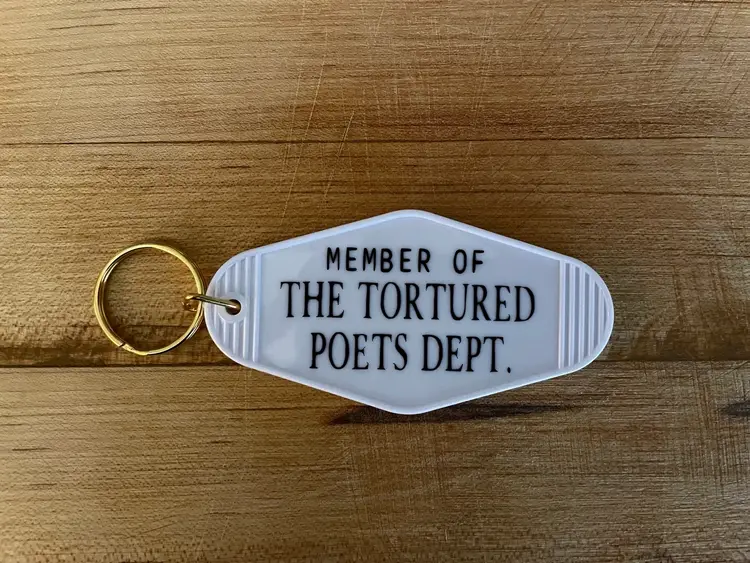 MEMBER OF
THE TORTURED
POETS DEPT.